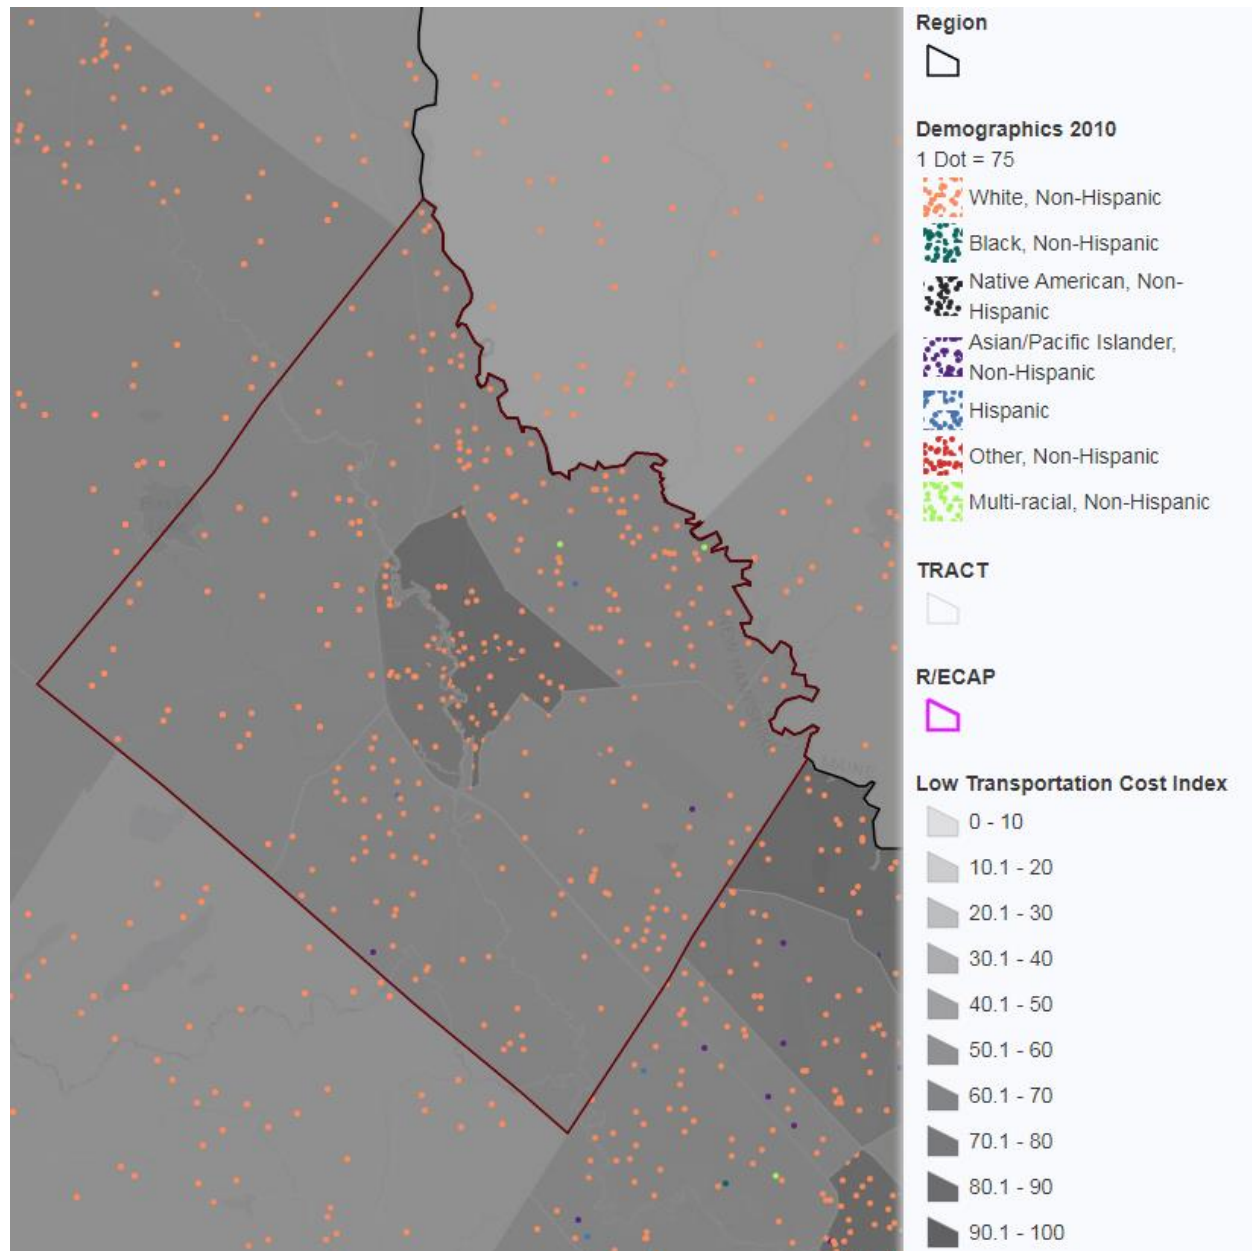 Region
Demographics 2010
1 Dot = 75
White, Non-Hispanic
Black, Non-Hispanic
Native American, Non-
Hispanic
Asian/Pacific Islander,
Non-Hispanic
Hispanic
Other, Non-Hispanic
Multi-racial, Non-Hispanic
TRACT
R/ECAP
Low Transportation Cost Index
0 - 10
10.1 - 20
20.1 - 30
30.1 - 40
40.1 - 50
50.1 - 60
60.1 - 70
70.1 - 80
80.1 - 90
90.1 - 100
NEW HAMPSHIRE
MAINE